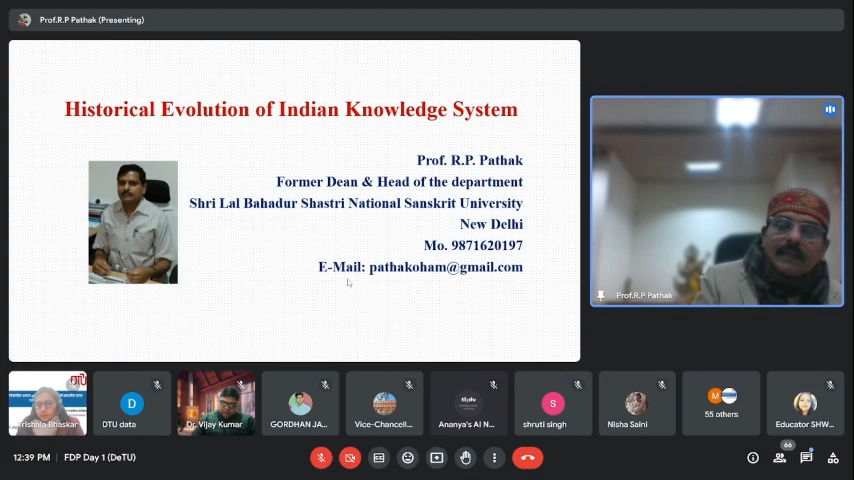 Prof.R.P Pathak (Presenting)
Historical Evolution of Indian Knowledge System
Prof. R.P. Pathak
Former Dean & Head of the department
Shri Lal Bahadur Shastri National Sanskrit University
New Delhi
Mo. 9871620197
E-Mail: pathakoham@gmail.com
Prof.R.P Pathak
Trishala Bhaskar
D
DTU data
Dr. Vijay Kumar
GORDHAN JA...
Vice-Chancell...
Ananya's AI N...
S
shruti singh
Nisha Saini
M
55 others
Educator SHW...
12:39 PM
FDP Day 1 (DeTU)
66